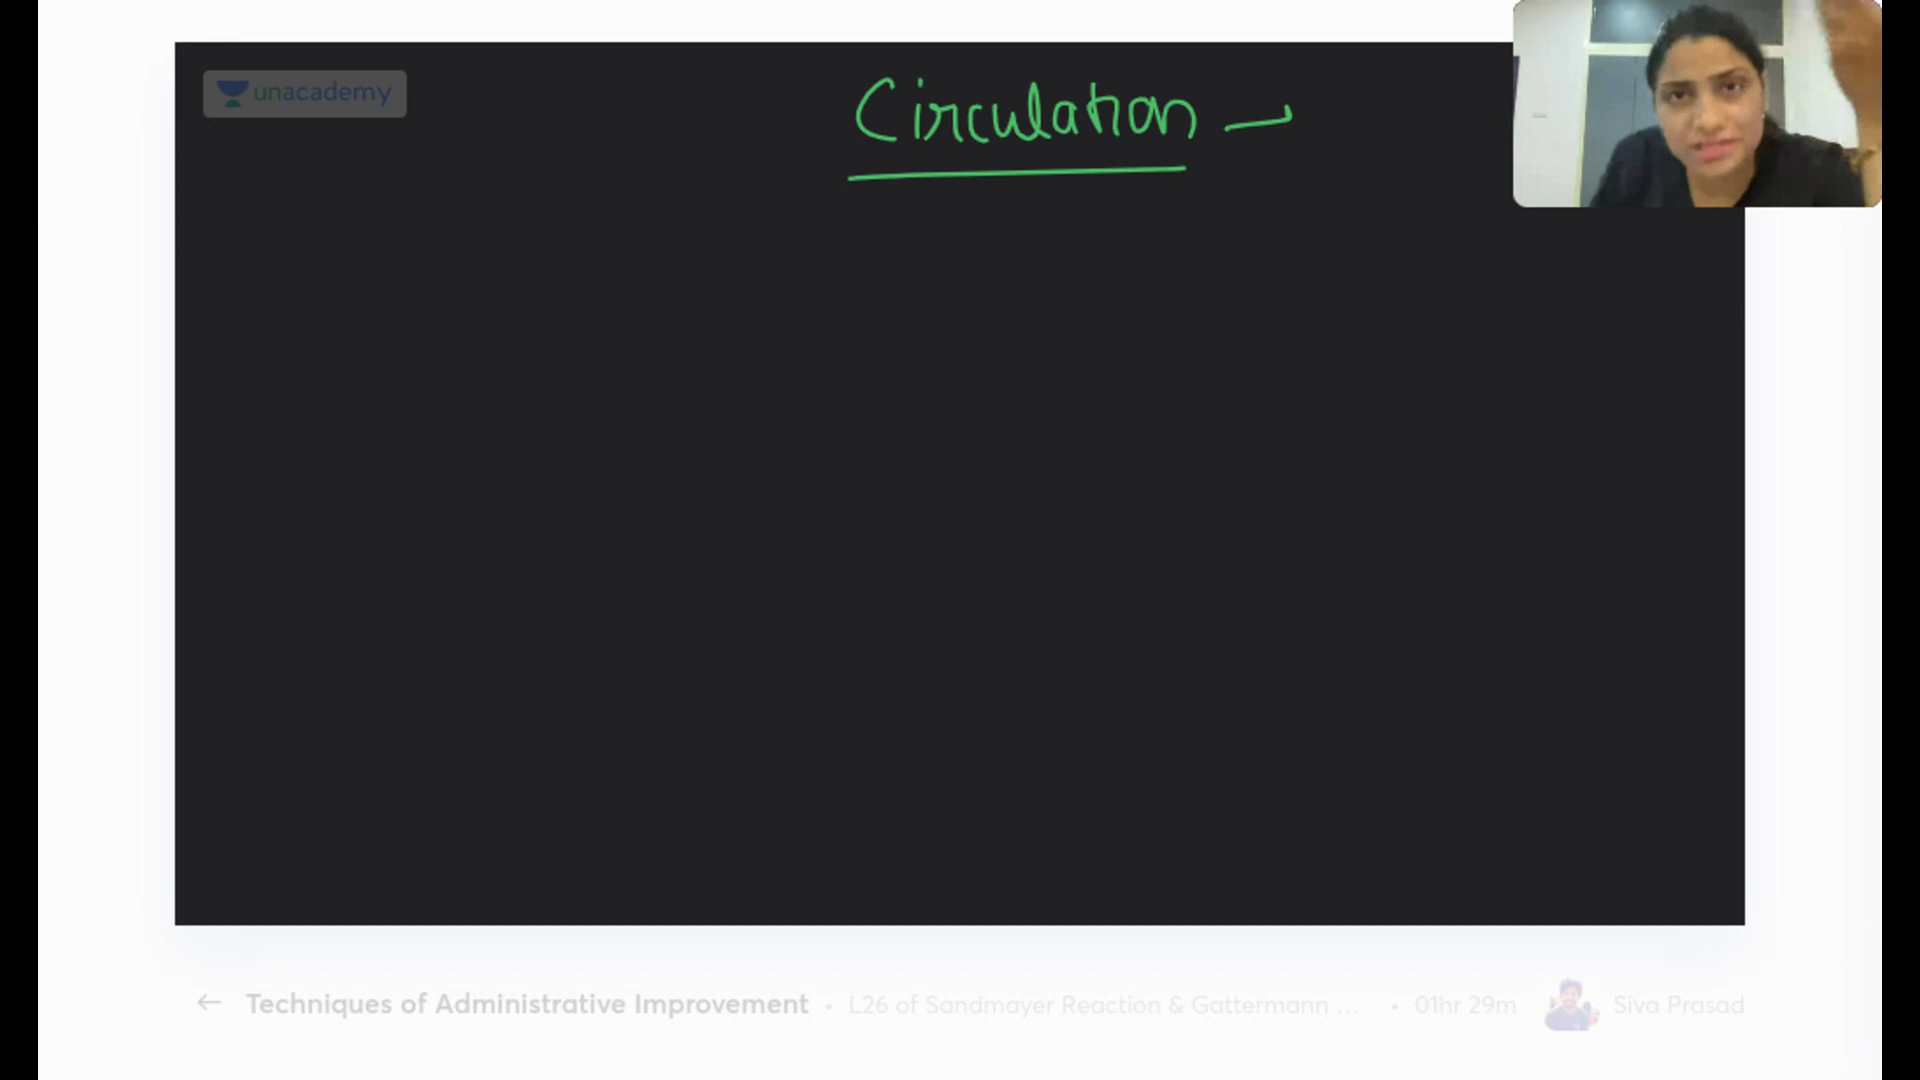 unacademy
Circulation →
Techniques of Administrative Improvement • L26 of Sandmayer Reaction & Gattermann ... • 01hr 29m Siva Prasad